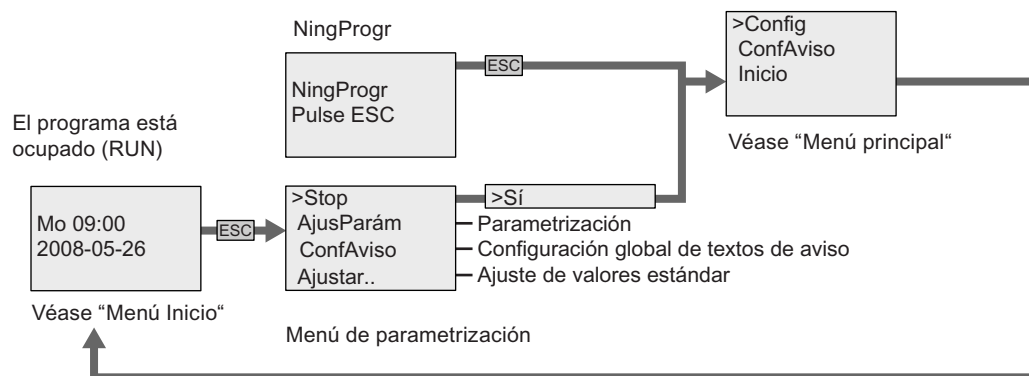 NingProgr
NingProgr
Pulse ESC
ESC
>Config
ConfAviso
Inicio
Véase “Menú principal“
El programa está
ocupado (RUN)
Mo 09:00
2008-05-26
ESC
>Stop
AjusParám
ConfAviso
Ajustar..
>Sí
Parametrización
Configuración global de textos de aviso
Ajuste de valores estándar
Véase “Menú Inicio“
Menú de parametrización